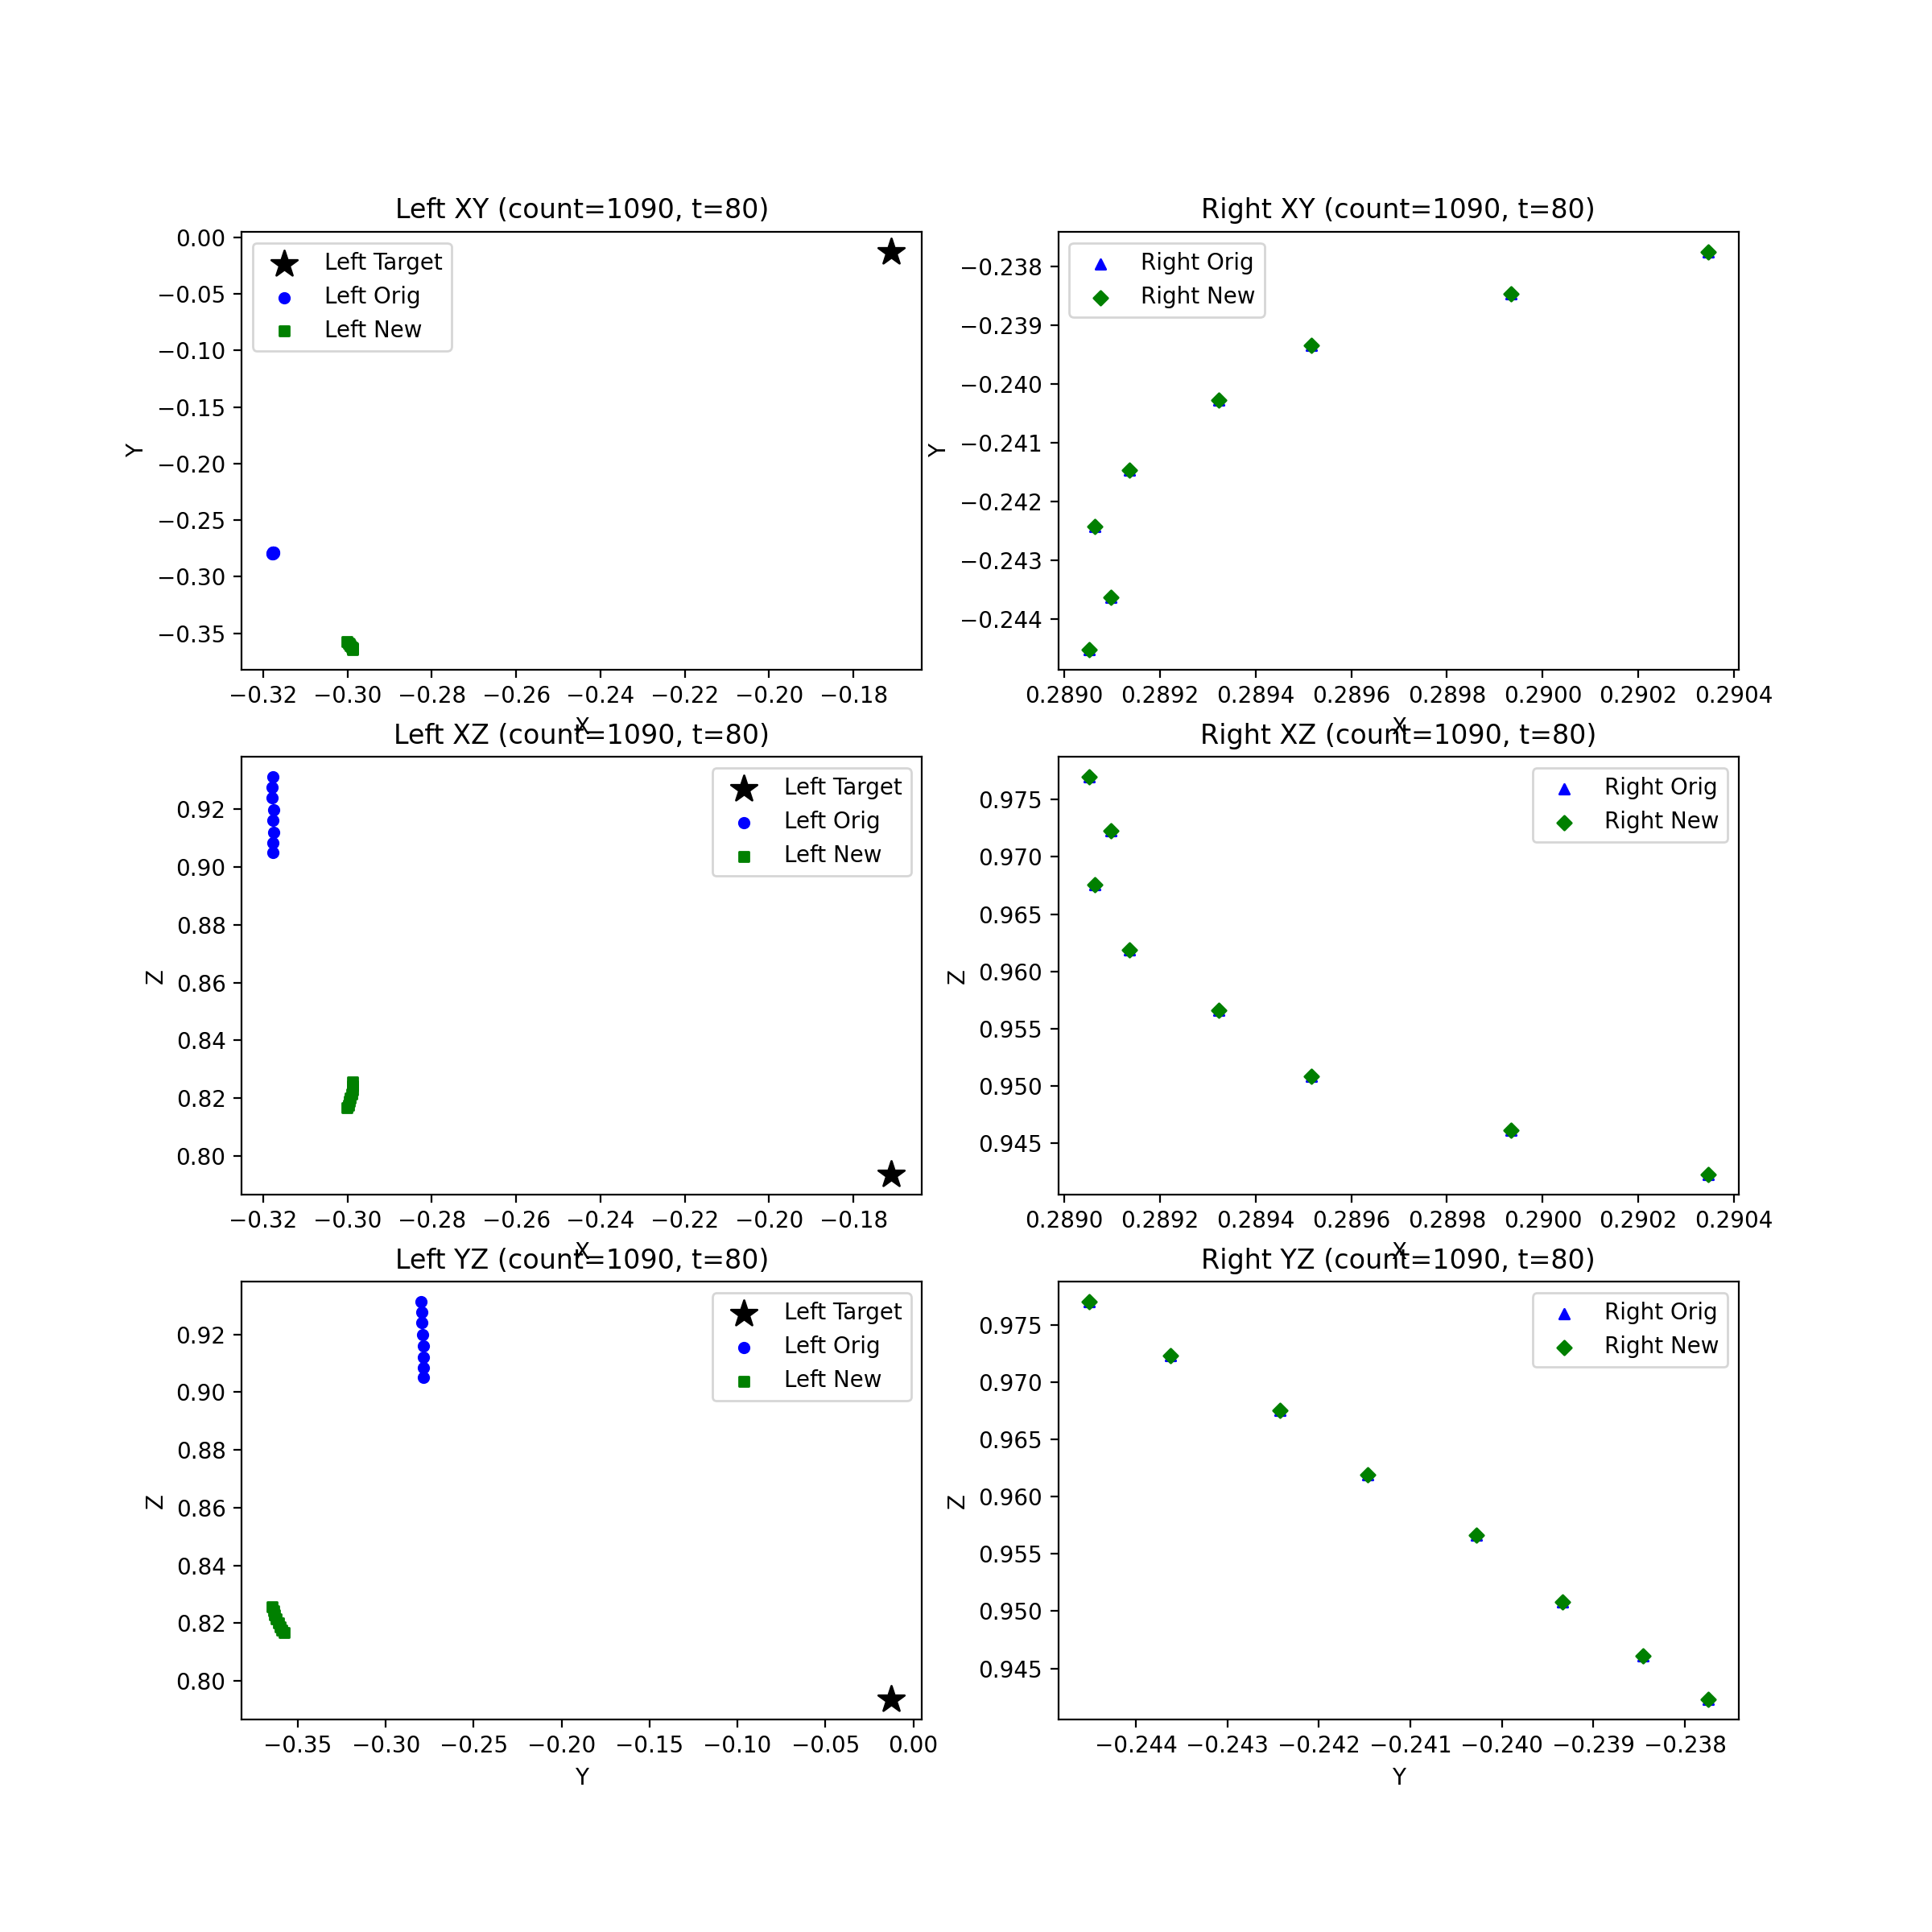 Left XY (count=1090, t=80)
Right XY (count=1090, t=80)
Left Target
Left Orig
Left New
Right Orig
Right New
0.00
−0.05
−0.10
−0.15
−0.20
−0.25
−0.30
−0.35
Y
−0.32 −0.30 −0.28 −0.26 −0.24 −0.22 −0.20 −0.18
X
−0.238
−0.239
−0.240
−0.241
−0.242
−0.243
−0.244
Y
0.2890 0.2892 0.2894 0.2896 0.2898 0.2900 0.2902 0.2904
X
Left XZ (count=1090, t=80)
Right XZ (count=1090, t=80)
Left Target
Left Orig
Left New
Right Orig
Right New
0.92
0.90
0.88
0.86
0.84
0.82
0.80
Z
−0.32 −0.30 −0.28 −0.26 −0.24 −0.22 −0.20 −0.18
X
0.975
0.970
0.965
0.960
0.955
0.950
0.945
Z
0.2890 0.2892 0.2894 0.2896 0.2898 0.2900 0.2902 0.2904
X
Left YZ (count=1090, t=80)
Right YZ (count=1090, t=80)
Left Target
Left Orig
Left New
Right Orig
Right New
0.92
0.90
0.88
0.86
0.84
0.82
0.80
Z
−0.35 −0.30 −0.25 −0.20 −0.15 −0.10 −0.05 0.00
Y
0.975
0.970
0.965
0.960
0.955
0.950
0.945
Z
−0.244 −0.243 −0.242 −0.241 −0.240 −0.239 −0.238
Y